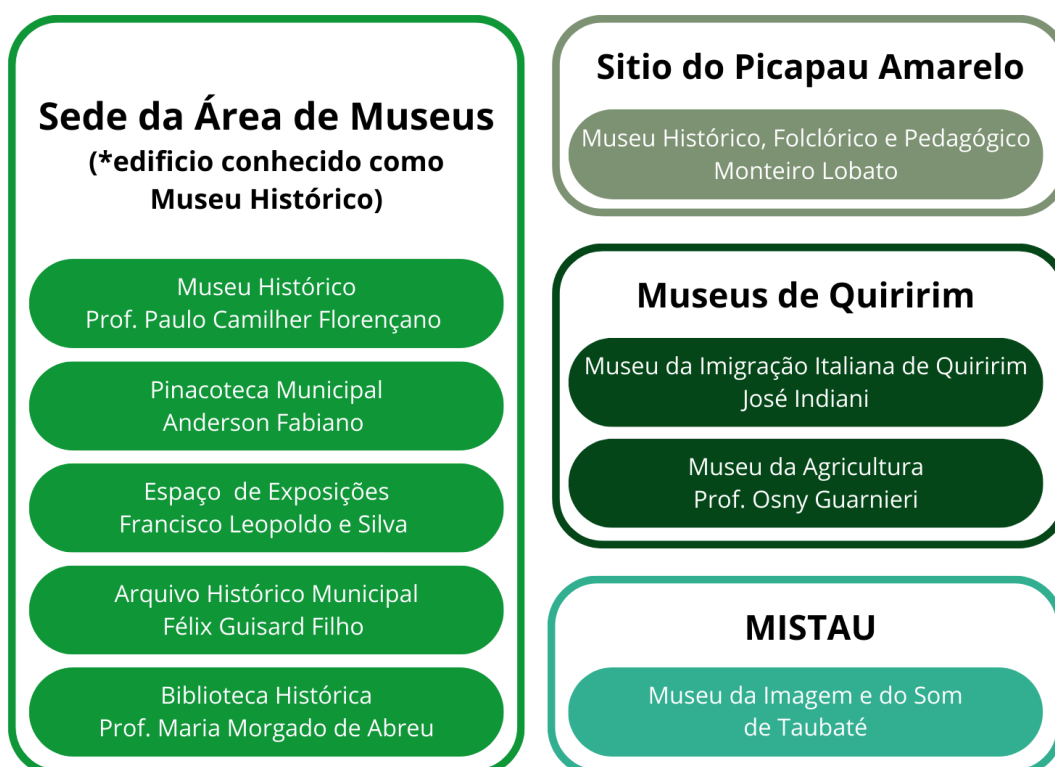 Sede da Área de Museus
(*edificio conhecido como
Museu Histórico)
Museu Histórico
Prof. Paulo Camilher Florençano
Pinacoteca Municipal
Anderson Fabiano
Espaço de Exposições
Francisco Leopoldo e Silva
Arquivo Histórico Municipal
Félix Guisard Filho
Biblioteca Histórica
Prof. Maria Morgado de Abreu
Sitio do Picapau Amarelo
Museu Histórico, Folclórico e Pedagógico
Monteiro Lobato
Museus de Quiririm
Museu da Imigração Italiana de Quiririm
José Indiani
Museu da Agricultura
Prof. Osny Guarnieri
MISTAU
Museu da Imagem e do Som
de Taubaté